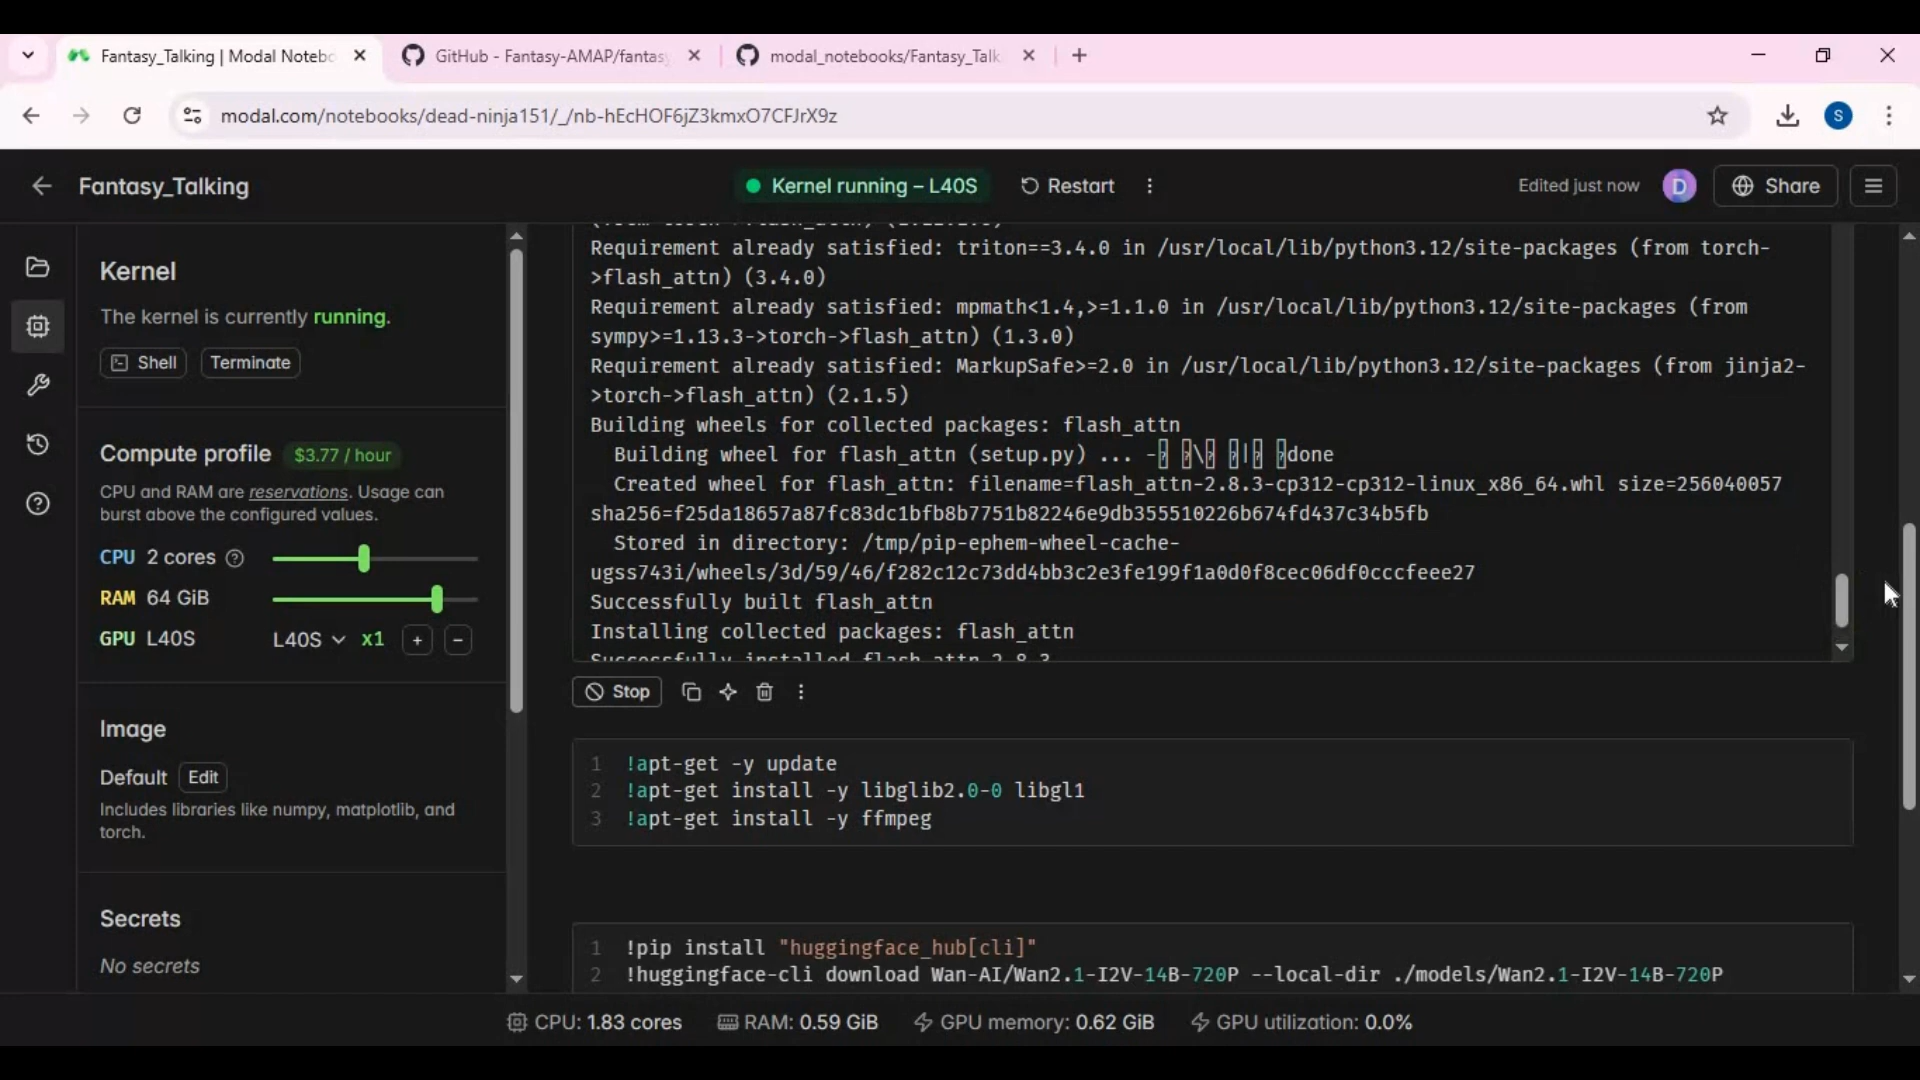 Fantasy_Talking | Modal Notebo
GitHub - Fantasy-AMAP/fantas
modal_notebooks/Fantasy_Talk
modal.com/notebooks/dead-ninja151/_/nb-hEcHOF6jZ3kmxO7CFJrX9z
S
Fantasy_Talking
Kernel running – L40S
Restart
Edited just now
D
Share
Kernel
The kernel is currently running.
Shell
Terminate
Compute profile
$3.77 / hour
CPU and RAM are reservations. Usage can
burst above the configured values.
CPU 2 cores
RAM 64 GiB
GPU L40S
L40S
x1
+
-
Image
Default
Edit
Includes libraries like numpy, matplotlib, and
torch.
Secrets
No secrets
Requirement already satisfied: triton==3.4.0 in /usr/local/lib/python3.12/site-packages (from torch-
>flash_attn) (3.4.0)
Requirement already satisfied: mpmath<1.4,>=1.1.0 in /usr/local/lib/python3.12/site-packages (from
sympy>=1.13.3->torch->flash_attn) (1.3.0)
Requirement already satisfied: MarkupSafe>=2.0 in /usr/local/lib/python3.12/site-packages (from jinja2-
>torch->flash_attn) (2.1.5)
Building wheels for collected packages: flash_attn
Building wheel for flash_attn (setup.py) ... - \ | done
Created wheel for flash_attn: filename=flash_attn-2.8.3-cp312-cp312-linux_x86_64.whl size=256040057
sha256=f25da18657a87fc83dc1bfb8b7751b82246e9db355510226b674fd437c34b5fb
Stored in directory: /tmp/pip-ephem-wheel-cache-
ugss743i/wheels/3d/59/46/f282c12c73dd4bb3c2e3fe199f1a0d0f8cec06df0cccfeee27
Successfully built flash_attn
Installing collected packages: flash_attn
Successfully installed flash_attn-2.8.3
Stop
1 !apt-get -y update
2 !apt-get install -y libglib2.0-0 libgl1
3 !apt-get install -y ffmpeg
1 !pip install "huggingface_hub[cli]"
2 !huggingface-cli download Wan-AI/Wan2.1-I2V-14B-720P --local-dir ./models/Wan2.1-I2V-14B-720P
CPU: 1.83 cores
RAM: 0.59 GiB
GPU memory: 0.62 GiB
GPU utilization: 0.0%